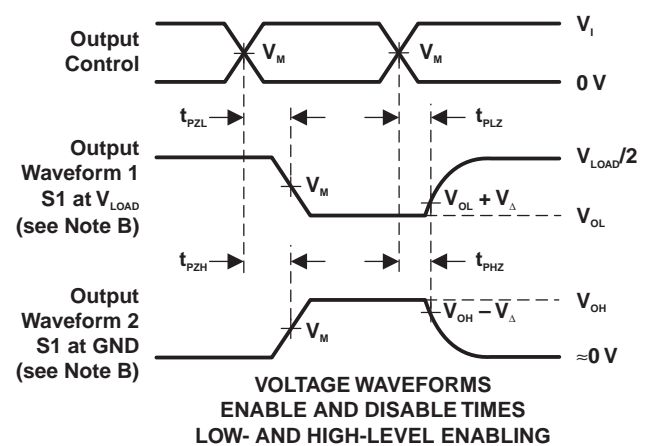 Output
Control
V_M
V_M
V_I
0 V
t_PZL
t_PLZ
Output
Waveform 1
S1 at V_LOAD
(see Note B)
V_M
V_OL + V_Δ
V_LOAD/2
V_OL
t_PZH
t_PHZ
Output
Waveform 2
S1 at GND
(see Note B)
V_M
V_OH − V_Δ
V_OH
≈0 V
VOLTAGE WAVEFORMS
ENABLE AND DISABLE TIMES
LOW- AND HIGH-LEVEL ENABLING